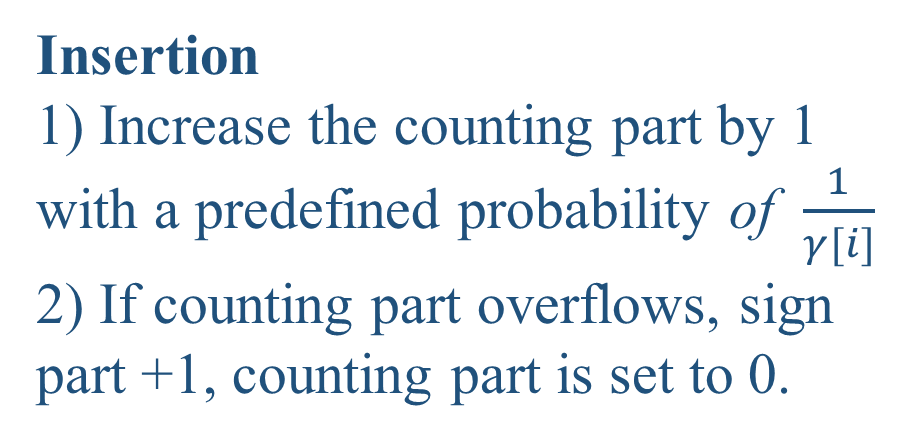 Insertion
1) Increase the counting part by 1
with a predefined probability of 1/γ[i]
2) If counting part overflows, sign
part +1, counting part is set to 0.